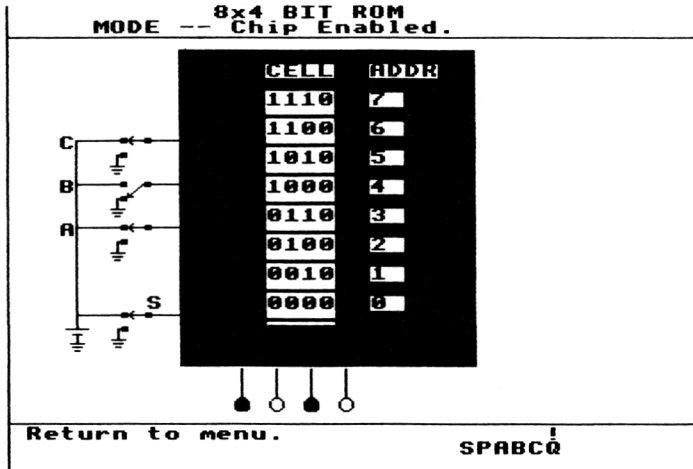 8x4 BIT ROM
MODE -- Chip Enabled.
CELL ADDR
1110 7
1100 6
C
1010 5
B 1000 4
0110 3
A
0100 2
0010 1
S 0000 0
Return to menu.
SPABCQ